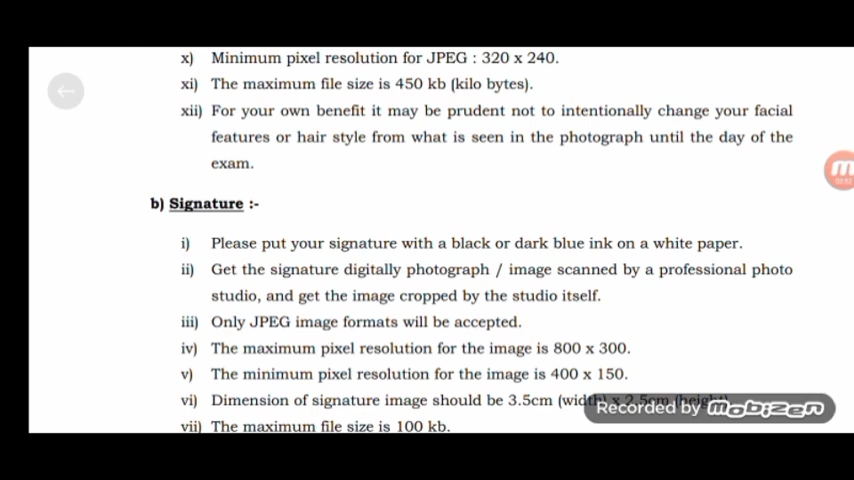 x) Minimum pixel resolution for JPEG : 320 x 240.
xi) The maximum file size is 450 kb (kilo bytes).
xii) For your own benefit it may be prudent not to intentionally change your facial
features or hair style from what is seen in the photograph until the day of the
exam.
b) Signature :-
i) Please put your signature with a black or dark blue ink on a white paper.
ii) Get the signature digitally photograph / image scanned by a professional photo
studio, and get the image cropped by the studio itself.
iii) Only JPEG image formats will be accepted.
iv) The maximum pixel resolution for the image is 800 x 300.
v) The minimum pixel resolution for the image is 400 x 150.
vi) Dimension of signature image should be 3.5cm (width) x 2.5cm (height)
Recorded by mobizen
vii) The maximum file size is 100 kb.